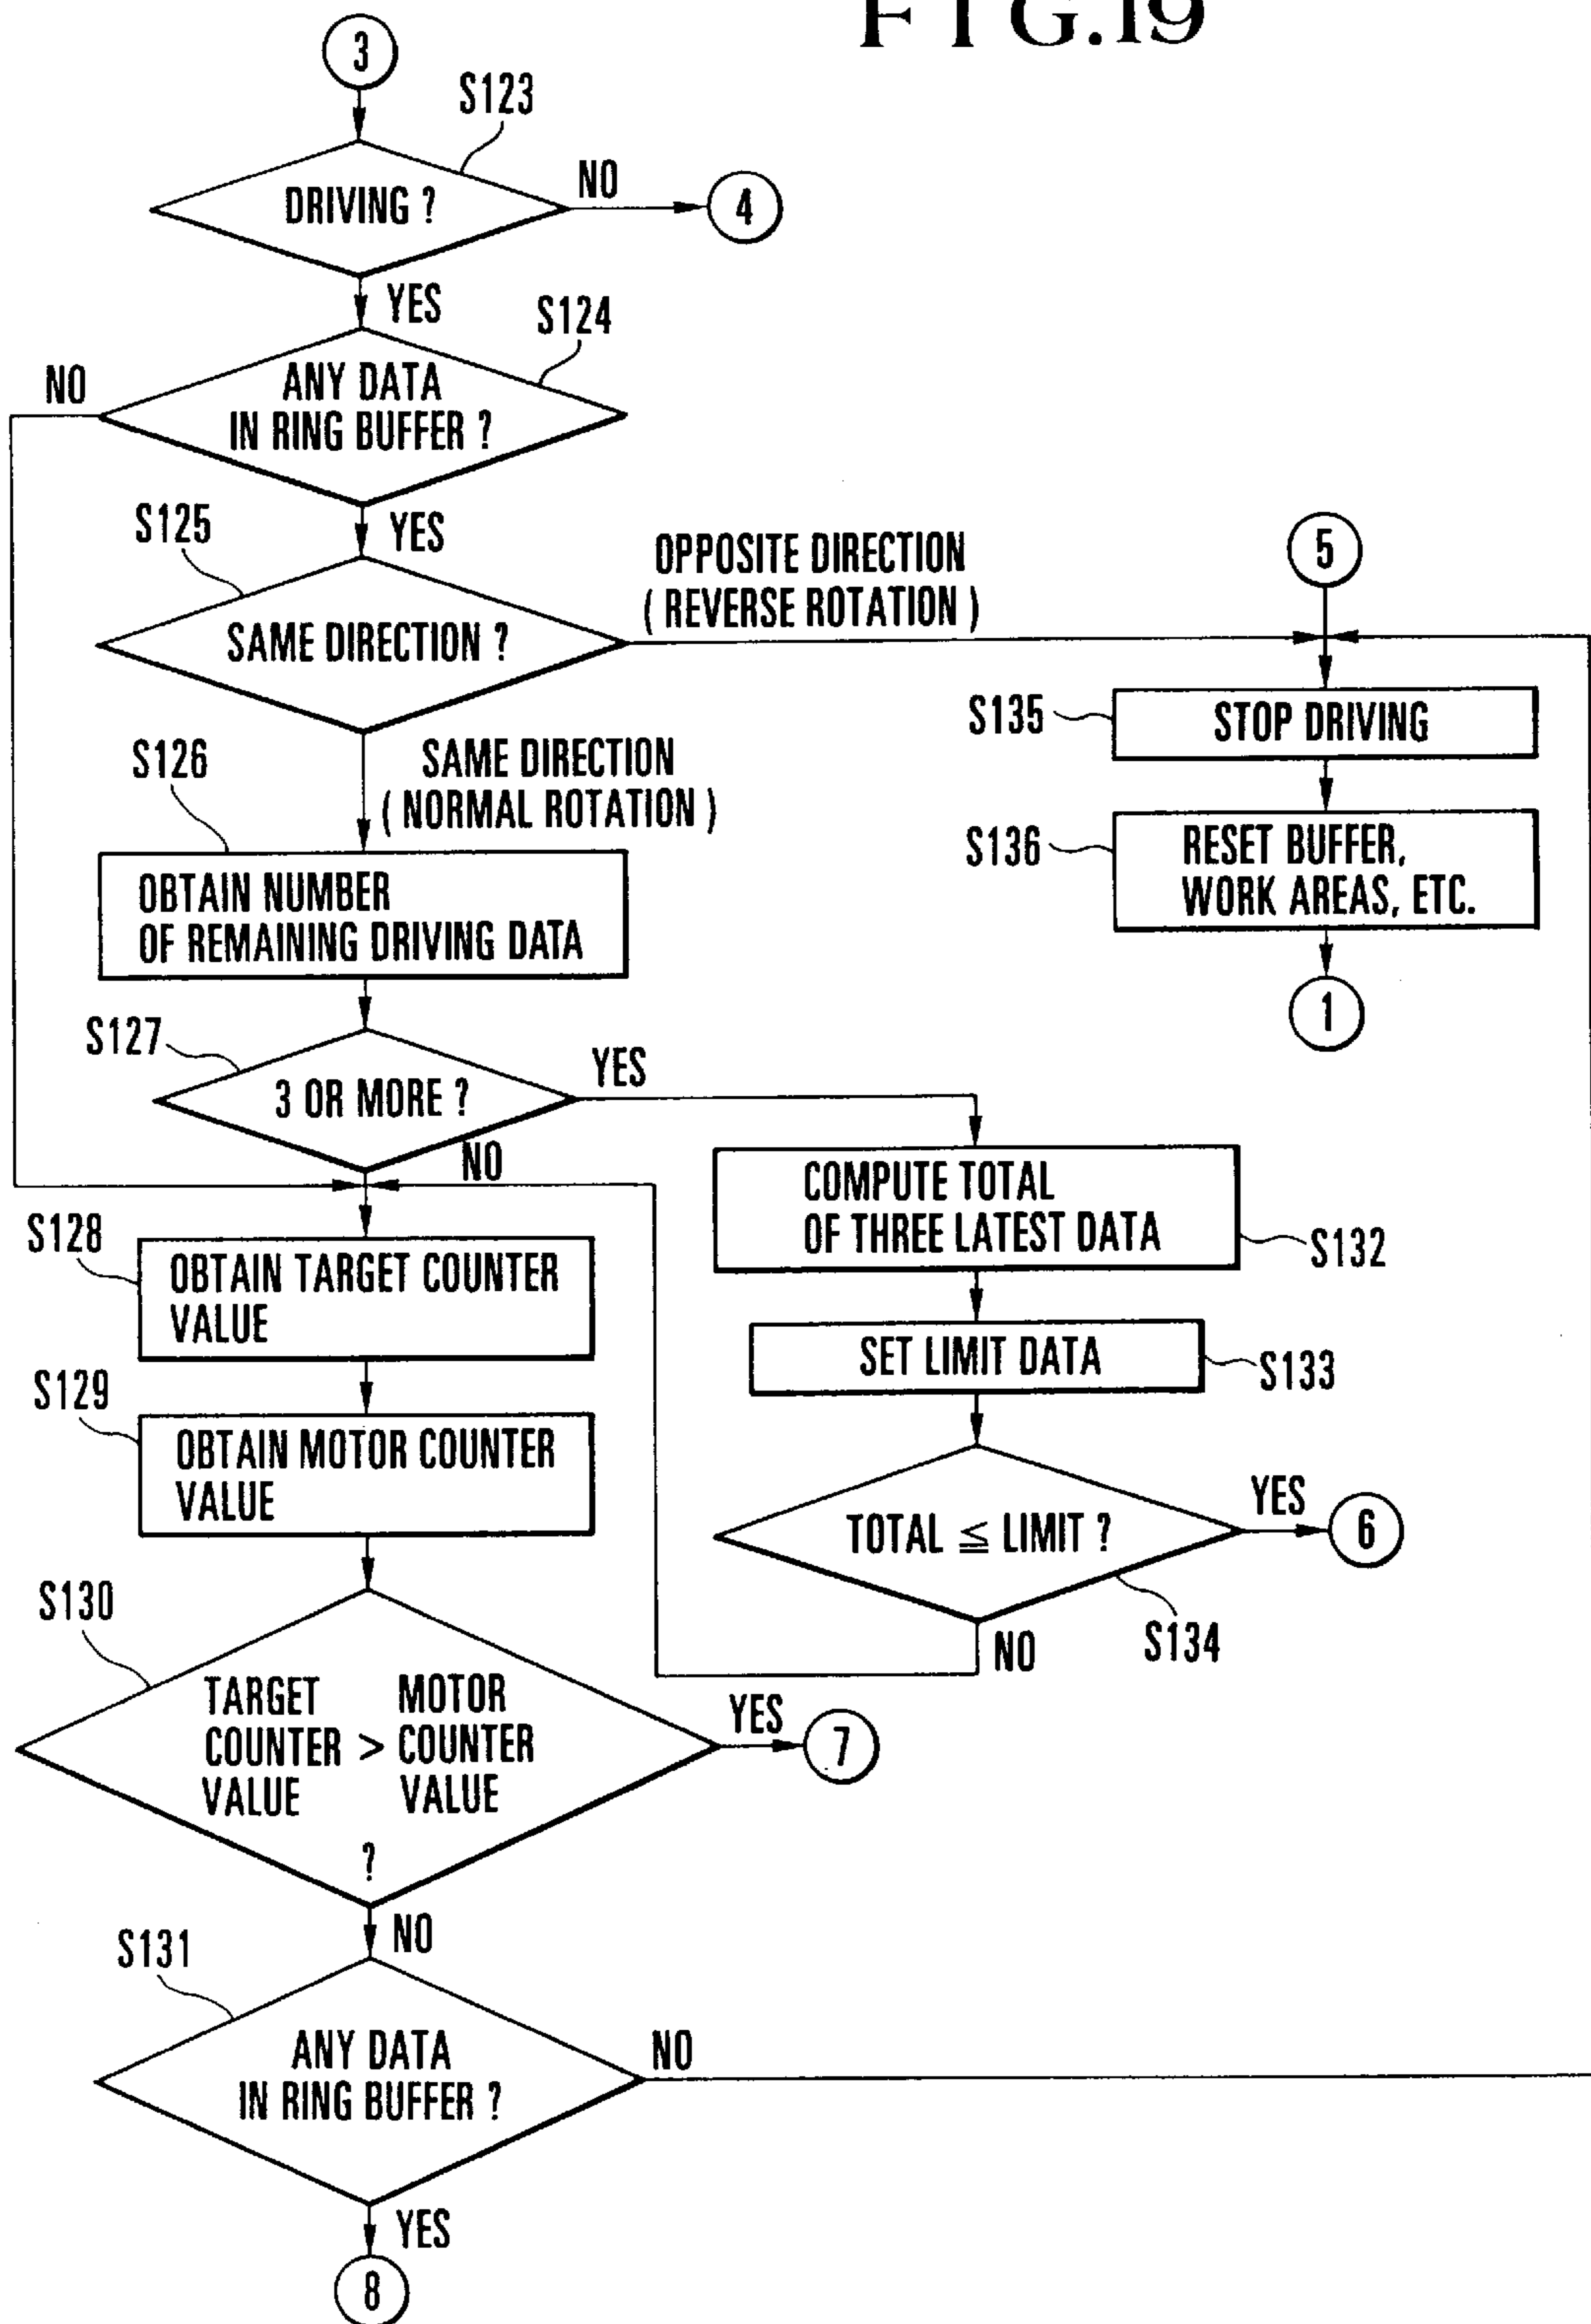 FIG.19
3
S123
DRIVING ?
NO
4
YES
S124
NO
ANY DATA
IN RING BUFFER ?
S125
YES
OPPOSITE DIRECTION
( REVERSE ROTATION )
5
SAME DIRECTION ?
S135
STOP DRIVING
S126
SAME DIRECTION
( NORMAL ROTATION )
S136
RESET BUFFER,
WORK AREAS, ETC.
OBTAIN NUMBER
OF REMAINING DRIVING DATA
1
S127
3 OR MORE ?
YES
NO
COMPUTE TOTAL
OF THREE LATEST DATA
S132
S128
OBTAIN TARGET COUNTER
VALUE
SET LIMIT DATA
S133
S129
OBTAIN MOTOR COUNTER
VALUE
TOTAL ≦ LIMIT ?
YES
6
S134
NO
S130
TARGET
COUNTER
VALUE
>
MOTOR
COUNTER
VALUE
?
YES
7
NO
S131
ANY DATA
IN RING BUFFER ?
NO
YES
8